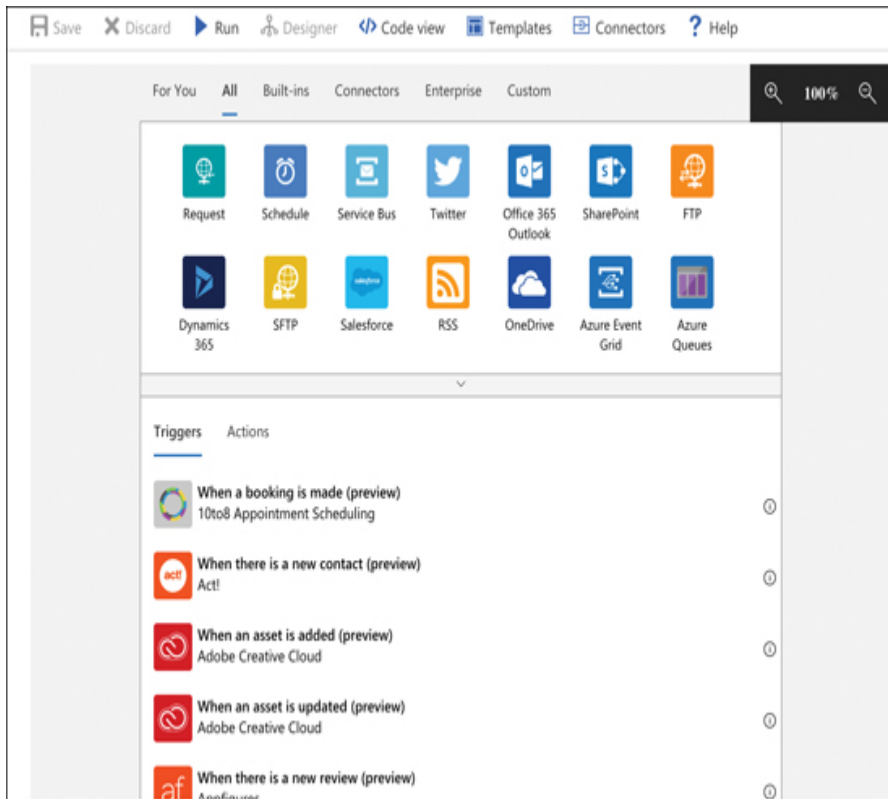 Save Discard Run Designer Code view Templates Connectors Help
For You All Built-ins Connectors Enterprise Custom
100%
Request Schedule Service Bus Twitter Office 365 Outlook SharePoint FTP
Dynamics 365 SFTP Salesforce RSS OneDrive Azure Event Grid Azure Queues
Triggers Actions
When a booking is made (preview)
10to8 Appointment Scheduling
act!
When there is a new contact (preview)
Act!
When an asset is added (preview)
Adobe Creative Cloud
When an asset is updated (preview)
Adobe Creative Cloud
af
When there is a new review (preview)
Appfigures